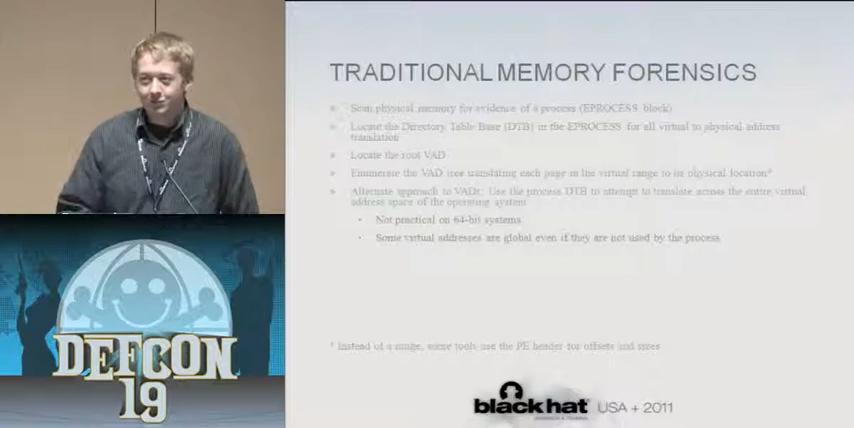 TRADITIONAL MEMORY FORENSICS
Scan physical memory for evidence of a process (EPROCESS block)
Locate the Directory Table Base (DTB) in the EPROCESS for all virtual to physical address
translation
Locate the root VAD
Enumerate the VAD tree translating each page in the virtual range to its physical location*
Alternate approach to VADs: Use the process DTB to attempt to translate across the entire virtual
address space of the operating system
Not practical on 64-bit systems
Some virtual addresses are global even if they are not used by the process
* Instead of a range, some tools use the PE header for offsets and sizes
black hat USA + 2011
DEFCON
19